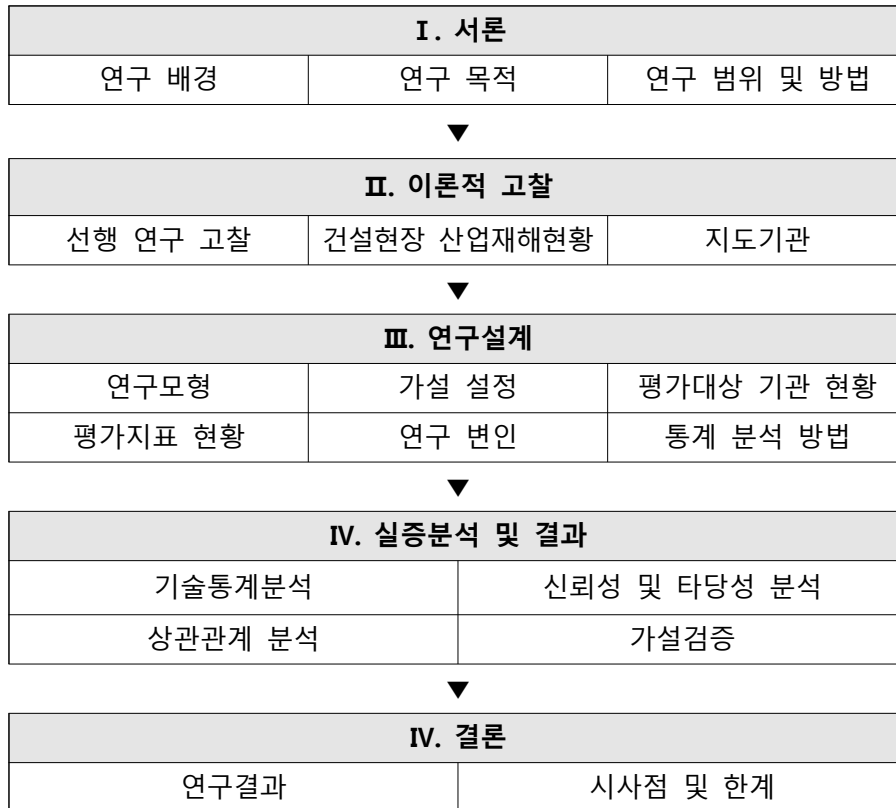 Ⅰ. 서론
연구 배경 연구 목적 연구 범위 및 방법
▼
Ⅱ. 이론적 고찰
선행 연구 고찰 건설현장 산업재해현황 지도기관
▼
Ⅲ. 연구설계
연구모형 가설 설정 평가대상 기관 현황
평가지표 현황 연구 변인 통계 분석 방법
▼
Ⅳ. 실증분석 및 결과
기술통계분석 신뢰성 및 타당성 분석
상관관계 분석 가설검증
▼
Ⅳ. 결론
연구결과 시사점 및 한계